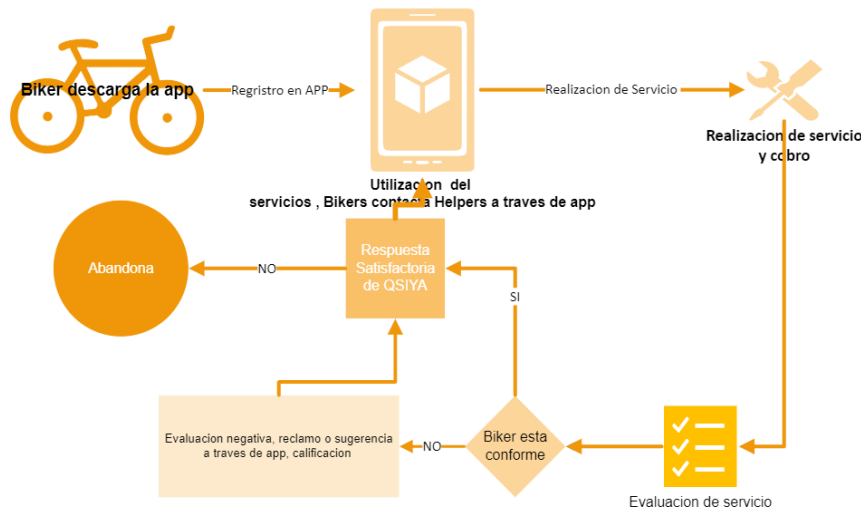 Biker descarga la app
Regristro en APP
Realizacion de Servicio
Realizacion de servicio
y cobro
Utilizacion del
servicios , Bikers contacta Helpers a traves de app
Abandona
NO
Respuesta
Satisfactoria
de QSIYA
SI
Evaluacion negativa, reclamo o sugerencia
a traves de app, calificacion
NO
Biker esta
conforme
Evaluacion de servicio